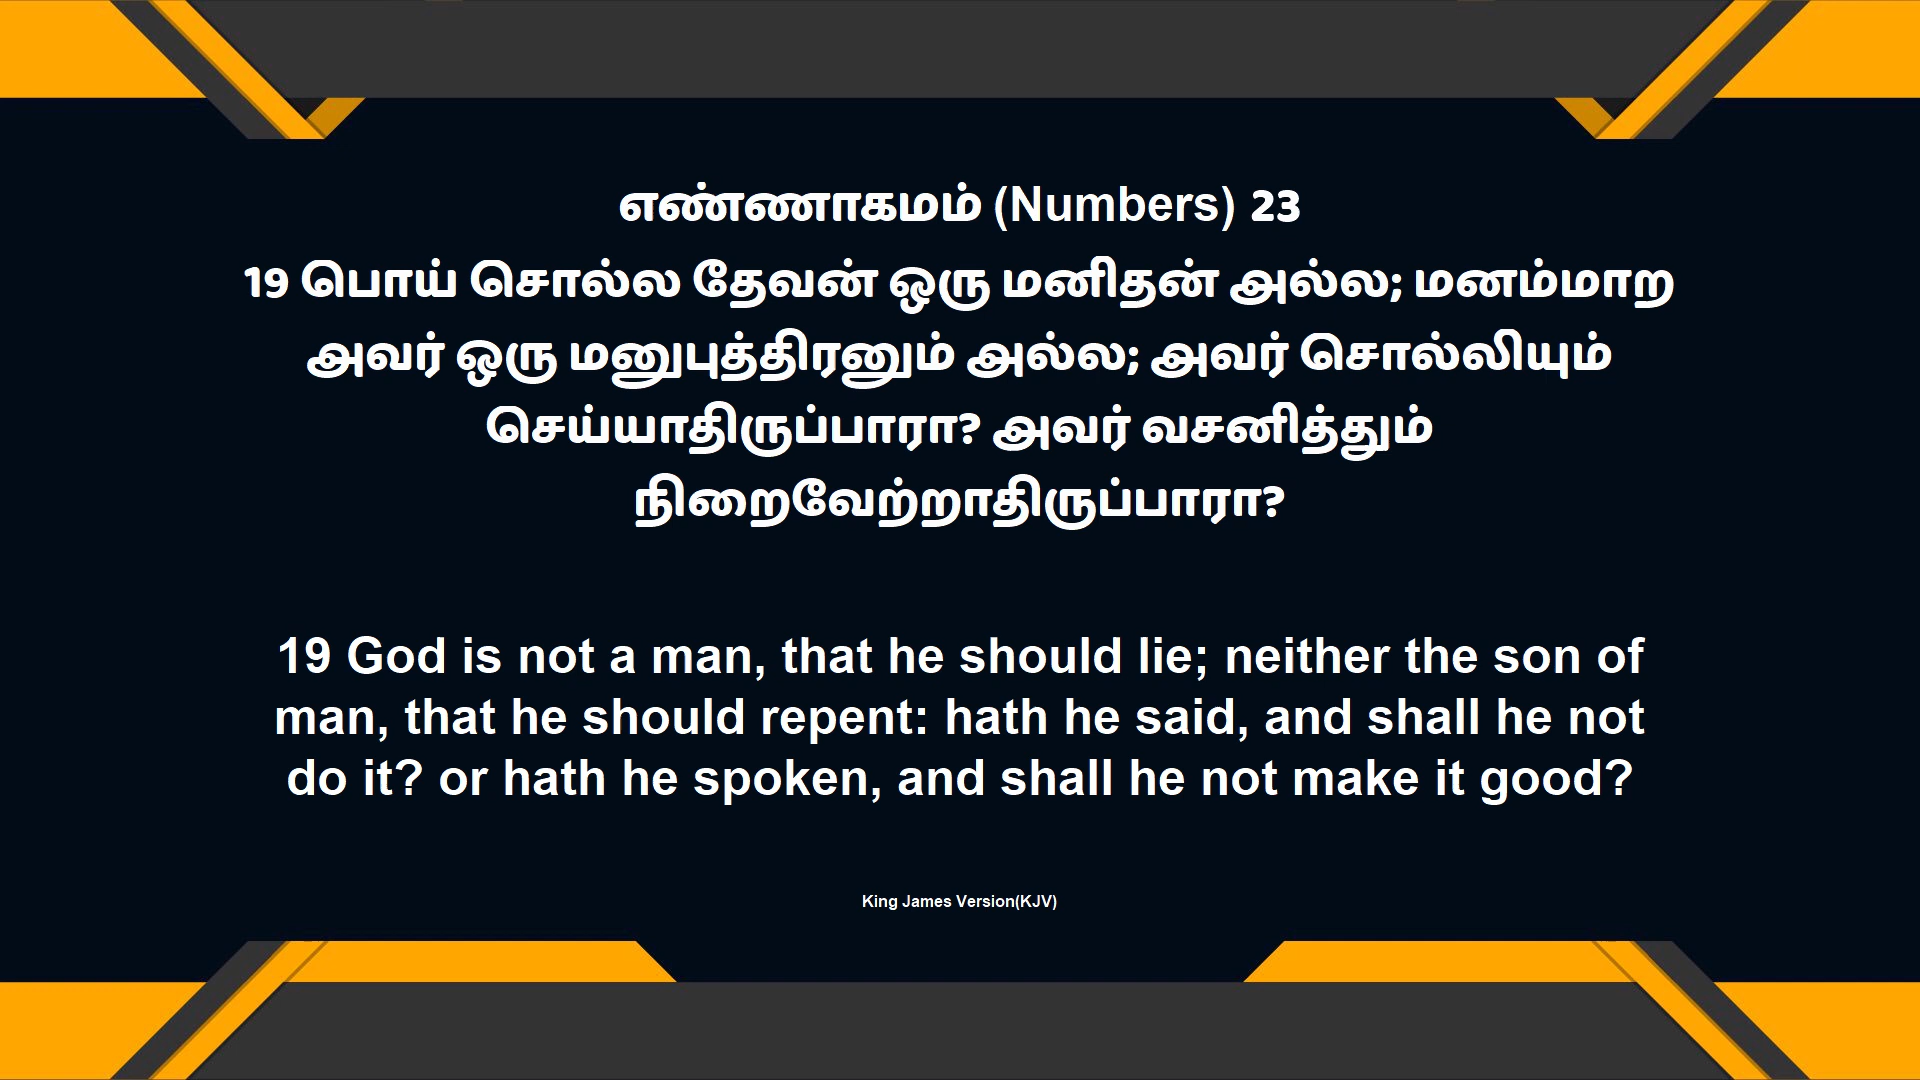 எண்ணாகமம் (Numbers) 23
19 பொய் சொல்ல தேவன் ஒரு மனிதன் அல்ல; மனம்மாற
அவர் ஒரு மனுபுத்திரனும் அல்ல; அவர் சொல்லியும்
செய்யாதிருப்பாரா? அவர் வசனித்தும்
நிறைவேற்றாதிருப்பாரா?
19 God is not a man, that he should lie; neither the son of
man, that he should repent: hath he said, and shall he not
do it? or hath he spoken, and shall he not make it good?
King James Version(KJV)